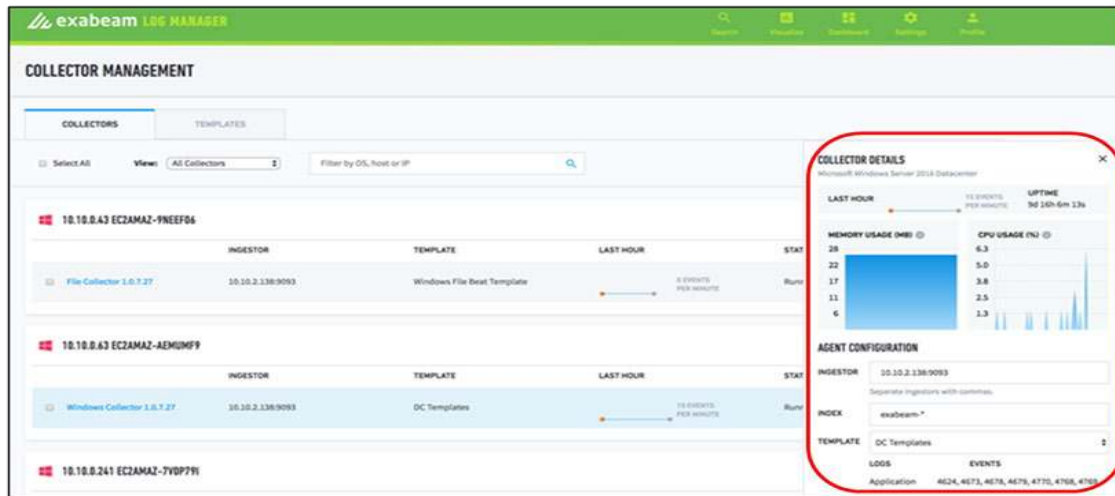 exabeam LOG MANAGER
Search Visualize Dashboard Settings Profile
COLLECTOR MANAGEMENT
COLLECTORS TEMPLATES
Select All View: All Collectors Filter by OS, host or IP
10.10.0.43 EC2AMAZ-9NEEF06
INGESTOR TEMPLATE LAST HOUR STAT
File Collector 1.0.7.27 10.10.2.138:9093 Windows File Beat Template EVENTS Runn
PER MINUTE
10.10.0.63 EC2AMAZ-AEMUMF9
INGESTOR TEMPLATE LAST HOUR STAT
Windows Collector 1.0.7.27 10.10.2.138:9093 DC Templates 15 EVENTS Runn
PER MINUTE
10.10.0.241 EC2AMAZ-7VDP79I
COLLECTOR DETAILS
Microsoft Windows Server 2016 Datacenter
LAST HOUR 15 EVENTS UPTIME
PER MINUTE 9d 16h 6m 13s
MEMORY USAGE (MB) CPU USAGE (%)
28 6.3
22 5.0
17 3.8
11 2.5
6 1.3
AGENT CONFIGURATION
INGESTOR 10.10.2.138:9093
Separate ingestors with commas.
INDEX exabeam-*
TEMPLATE DC Templates
LOGS EVENTS
Application 4624, 4673, 4678, 4679, 4770, 4768, 4769